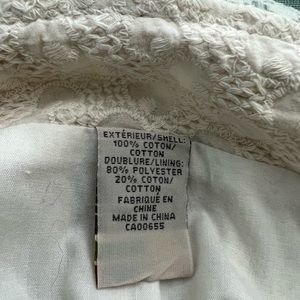 EXTÉRIEUR/SHELL:
100% COTON/
COTTON
DOUBLURE/LINING:
80% POLYESTER
20% COTON/
COTTON
FABRIQUÉ EN
CHINE
MADE IN CHINA
CA00655